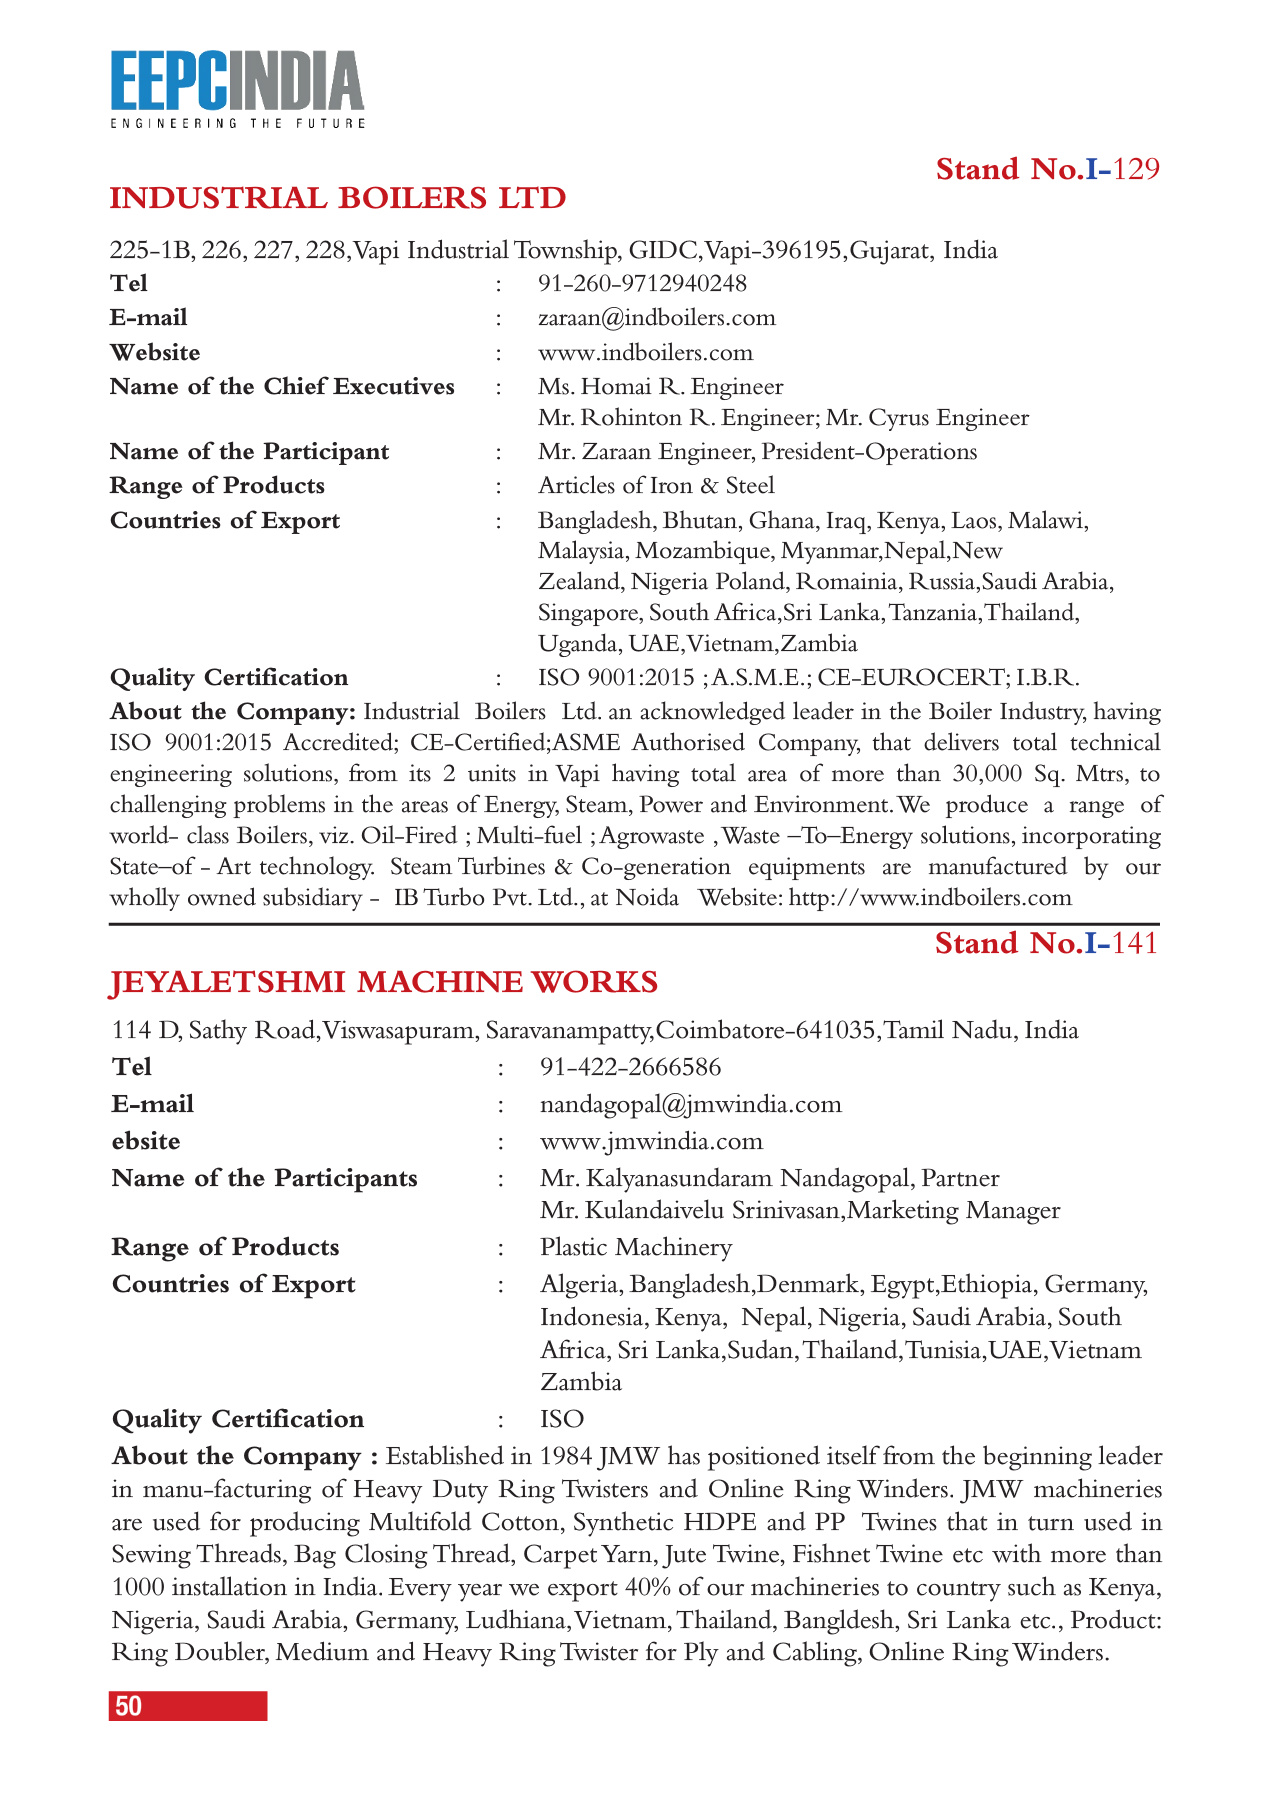 EEPCINDIA
ENGINEERING THE FUTURE
Stand No.I-129
INDUSTRIAL BOILERS LTD
225-1B, 226, 227, 228,Vapi Industrial Township, GIDC,Vapi-396195,Gujarat, India
Tel : 91-260-9712940248
E-mail : zaraan@indboilers.com
Website : www.indboilers.com
Name of the Chief Executives : Ms. Homai R. Engineer
Mr. Rohinton R. Engineer; Mr. Cyrus Engineer
Name of the Participant : Mr. Zaraan Engineer, President-Operations
Range of Products : Articles of Iron & Steel
Countries of Export : Bangladesh, Bhutan, Ghana, Iraq, Kenya, Laos, Malawi,
Malaysia, Mozambique, Myanmar,Nepal,New
Zealand, Nigeria Poland, Romainia, Russia,Saudi Arabia,
Singapore, South Africa,Sri Lanka,Tanzania,Thailand,
Uganda, UAE,Vietnam,Zambia
Quality Certification : ISO 9001:2015 ; A.S.M.E.; CE-EUROCERT; I.B.R.
About the Company: Industrial Boilers Ltd. an acknowledged leader in the Boiler Industry, having
ISO 9001:2015 Accredited; CE-Certified;ASME Authorised Company, that delivers total technical
engineering solutions, from its 2 units in Vapi having total area of more than 30,000 Sq. Mtrs, to
challenging problems in the areas of Energy, Steam, Power and Environment. We produce a range of
world- class Boilers, viz. Oil-Fired ; Multi-fuel ; Agrowaste , Waste –To–Energy solutions, incorporating
State–of - Art technology. Steam Turbines & Co-generation equipments are manufactured by our
wholly owned subsidiary - IB Turbo Pvt. Ltd., at Noida Website: http://www.indboilers.com
Stand No.I-141
JEYALETSHMI MACHINE WORKS
114 D, Sathy Road,Viswasapuram, Saravanampatty,Coimbatore-641035,Tamil Nadu, India
Tel : 91-422-2666586
E-mail : nandagopal@jmwindia.com
ebsite : www.jmwindia.com
Name of the Participants : Mr. Kalyanasundaram Nandagopal, Partner
Mr. Kulandaivelu Srinivasan,Marketing Manager
Range of Products : Plastic Machinery
Countries of Export : Algeria, Bangladesh,Denmark, Egypt,Ethiopia, Germany,
Indonesia, Kenya, Nepal, Nigeria, Saudi Arabia, South
Africa, Sri Lanka,Sudan,Thailand,Tunisia,UAE,Vietnam
Zambia
Quality Certification : ISO
About the Company : Established in 1984 JMW has positioned itself from the beginning leader
in manu-facturing of Heavy Duty Ring Twisters and Online Ring Winders. JMW machineries
are used for producing Multifold Cotton, Synthetic HDPE and PP Twines that in turn used in
Sewing Threads, Bag Closing Thread, Carpet Yarn, Jute Twine, Fishnet Twine etc with more than
1000 installation in India. Every year we export 40% of our machineries to country such as Kenya,
Nigeria, Saudi Arabia, Germany, Ludhiana,Vietnam, Thailand, Bangldesh, Sri Lanka etc., Product:
Ring Doubler, Medium and Heavy Ring Twister for Ply and Cabling, Online Ring Winders.
50